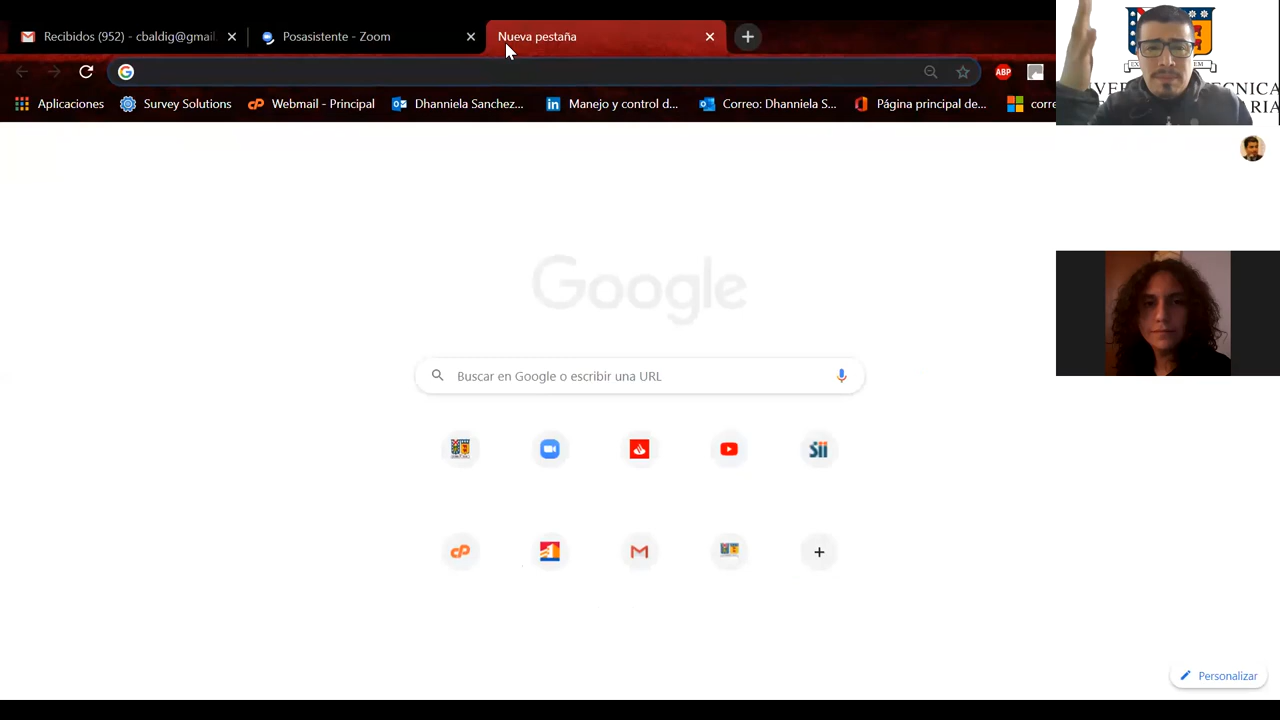 Recibidos (952) - cbaldig@gmail.
Posasistente - Zoom
Nueva pestaña
ABP
Aplicaciones
Survey Solutions
Webmail - Principal
Dhanniela Sanchez...
Manejo y control d...
Correo: Dhanniela S...
Página principal de...
corre
Google
Buscar en Google o escribir una URL
Sii
Personalizar